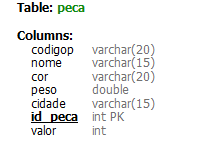 Table: peca
Columns:
codigop varchar(20)
nome varchar(15)
cor varchar(20)
peso double
cidade varchar(15)
id_peca int PK
valor int